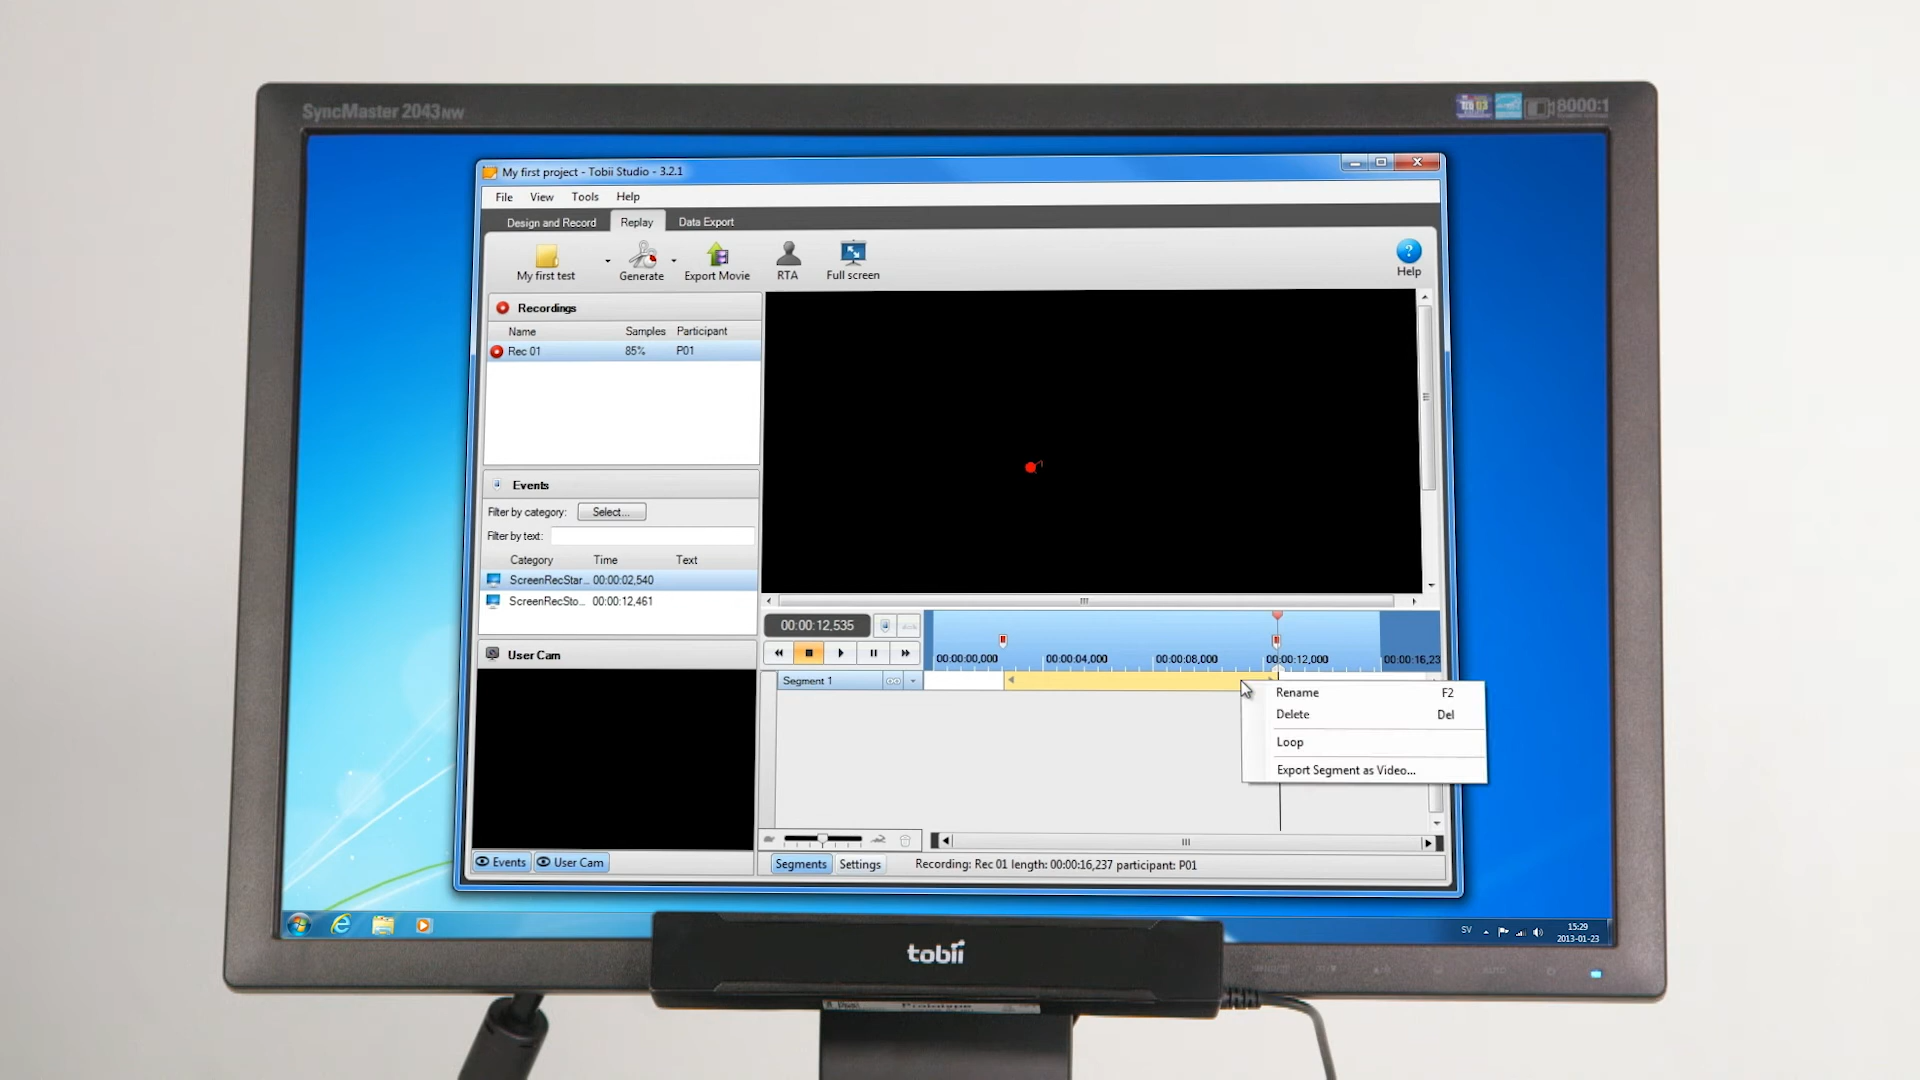 SyncMaster 2043NW
8000:1
My first project - Tobii Studio - 3.2.1
File View Tools Help
Design and Record Replay Data Export
My first test Generate Export Movie RTA Full screen Help
Recordings
Name Samples Participant
Rec 01 85% P01
Events
Filter by category: Select...
Filter by text:
Category Time Text
ScreenRecStar... 00:00:02,540
ScreenRecSto... 00:00:12,461
00:00:12,535
00:00:00,000 00:00:04,000 00:00:08,000 00:00:12,000 00:00:16,23
User Cam
Segment 1
Rename F2
Delete Del
Loop
Export Segment as Video...
Events User Cam
Segments Settings Recording: Rec 01 length: 00:00:16,237 participant: P01
SV
15:29
2013-01-23
tobii
Prototype